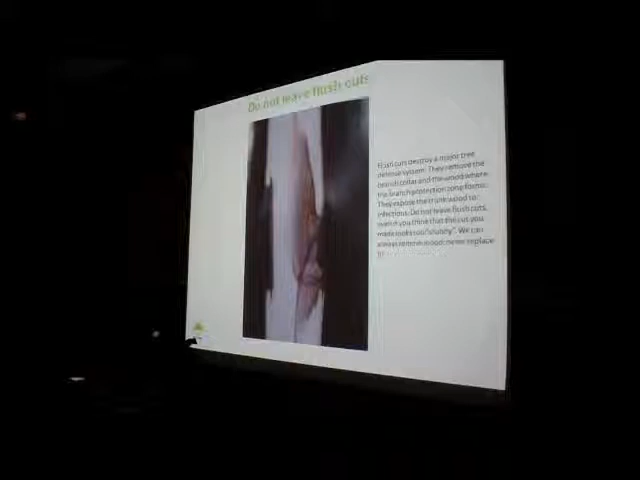 Do not leave flush cuts
Flush cuts destroy a major tree
defense system. They remove the
branch collar and the wood where
the branch protection zone forms.
They expose the trunk wood to
infections. Do not leave flush cuts,
even if you think that the cut you
made looks too "stubby". We can
always remove wood; never replace
it!